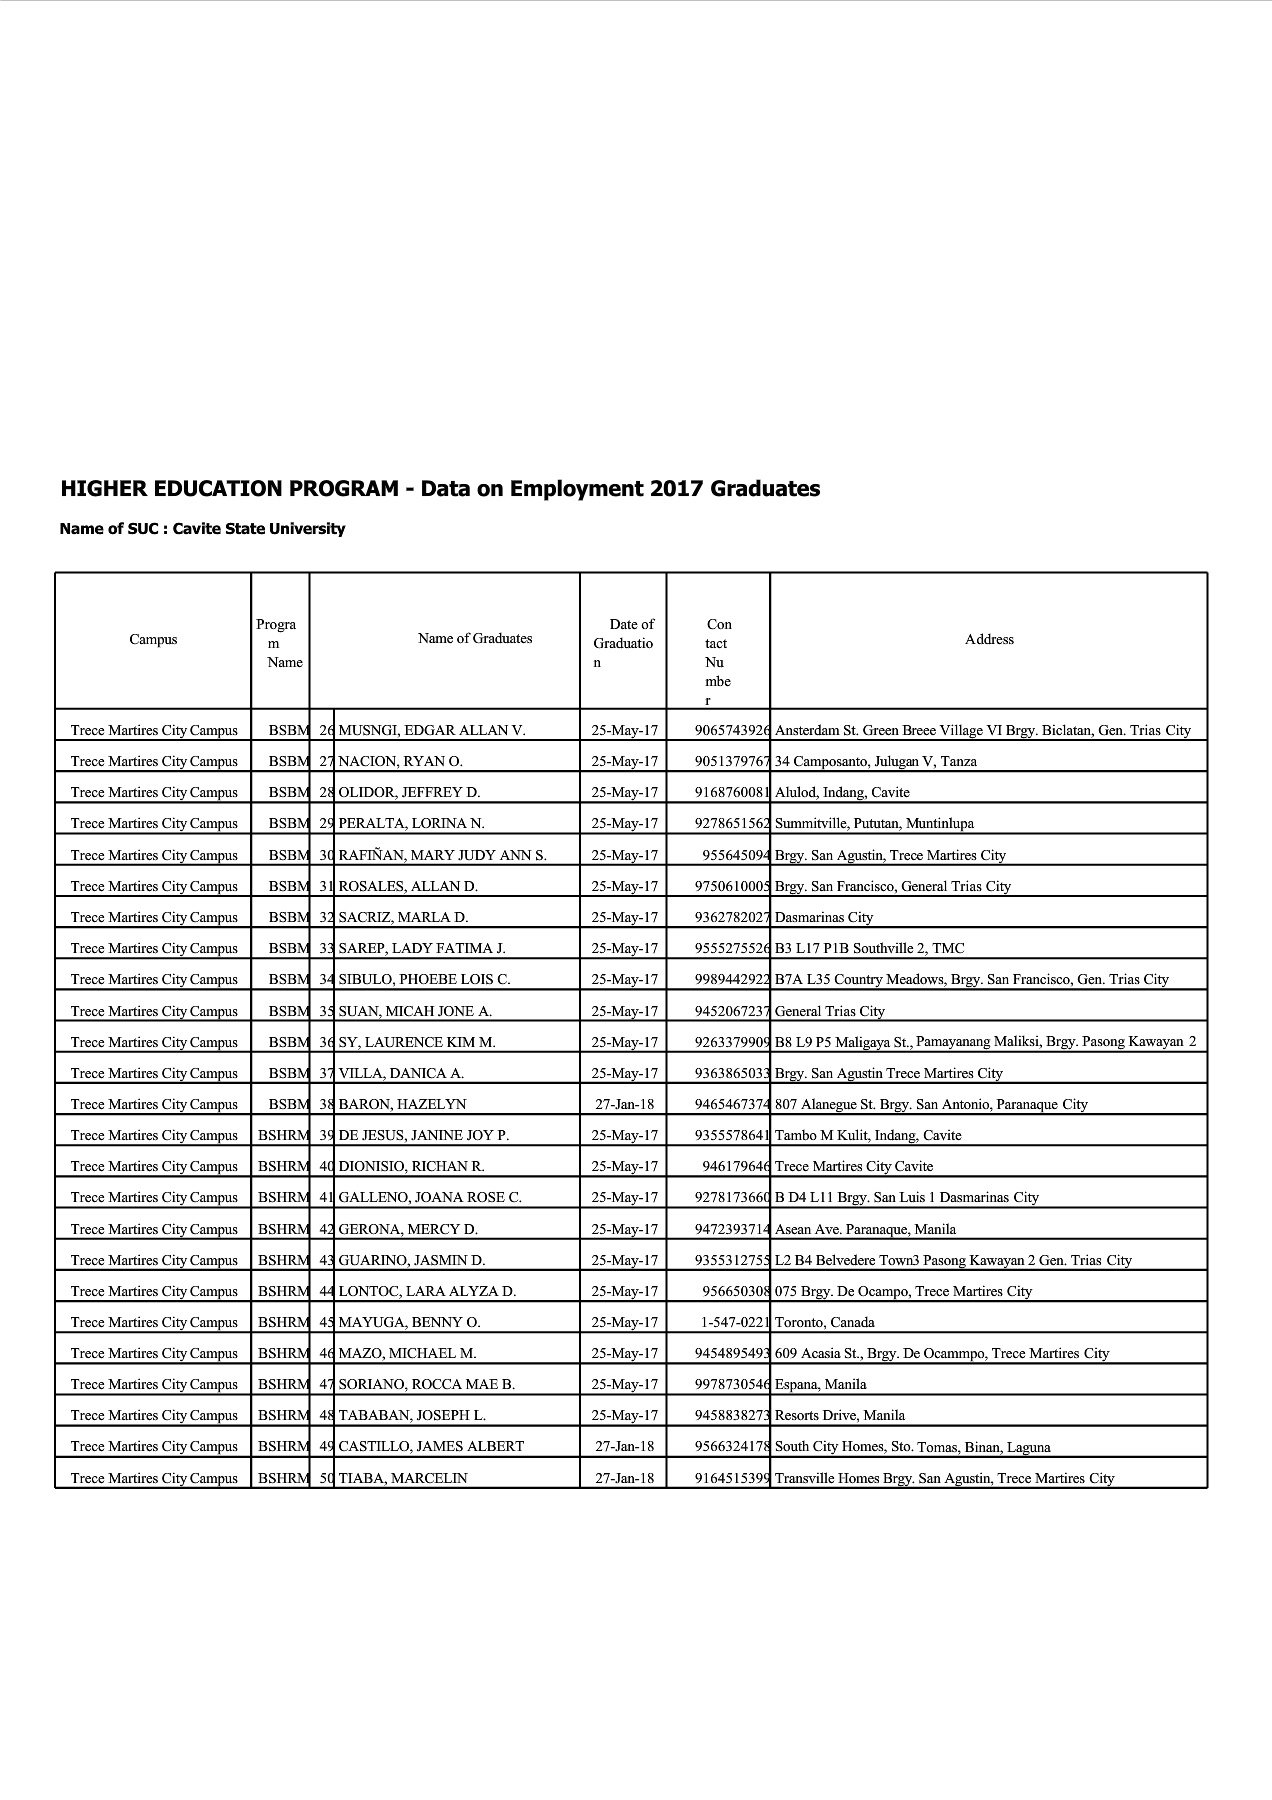 HIGHER EDUCATION PROGRAM - Data on Employment 2017 Graduates
Name of SUC : Cavite State University
Campus
Progra
m
Name
Name of Graduates
Date of
Graduatio
n
Con
tact
Nu
mbe
r
Address
Trece Martires City Campus BSBM 26 MUSNGI, EDGAR ALLAN V. 25-May-17 9065743926 Ansterdam St. Green Breee Village VI Brgy. Biclatan, Gen. Trias City
Trece Martires City Campus BSBM 27 NACION, RYAN O. 25-May-17 9051379767 34 Camposanto, Julugan V, Tanza
Trece Martires City Campus BSBM 28 OLIDOR, JEFFREY D. 25-May-17 9168760081 Alulod, Indang, Cavite
Trece Martires City Campus BSBM 29 PERALTA, LORINA N. 25-May-17 9278651562 Summitville, Pututan, Muntinlupa
Trece Martires City Campus BSBM 30 RAFIÑAN, MARY JUDY ANN S. 25-May-17 955645094 Brgy. San Agustin, Trece Martires City
Trece Martires City Campus BSBM 31 ROSALES, ALLAN D. 25-May-17 9750610005 Brgy. San Francisco, General Trias City
Trece Martires City Campus BSBM 32 SACRIZ, MARLA D. 25-May-17 9362782027 Dasmarinas City
Trece Martires City Campus BSBM 33 SAREP, LADY FATIMA J. 25-May-17 9555275526 B3 L17 P1B Southville 2, TMC
Trece Martires City Campus BSBM 34 SIBULO, PHOEBE LOIS C. 25-May-17 9989442922 B7A L35 Country Meadows, Brgy. San Francisco, Gen. Trias City
Trece Martires City Campus BSBM 35 SUAN, MICAH JONE A. 25-May-17 9452067237 General Trias City
Trece Martires City Campus BSBM 36 SY, LAURENCE KIM M. 25-May-17 9263379909 B8 L9 P5 Maligaya St., Pamayanang Maliksi, Brgy. Pasong Kawayan 2
Trece Martires City Campus BSBM 37 VILLA, DANICA A. 25-May-17 9363865033 Brgy. San Agustin Trece Martires City
Trece Martires City Campus BSBM 38 BARON, HAZELYN 27-Jan-18 9465467374 807 Alanegue St. Brgy. San Antonio, Paranaque City
Trece Martires City Campus BSHRM 39 DE JESUS, JANINE JOY P. 25-May-17 9355578641 Tambo M Kulit, Indang, Cavite
Trece Martires City Campus BSHRM 40 DIONISIO, RICHAN R. 25-May-17 946179646 Trece Martires City Cavite
Trece Martires City Campus BSHRM 41 GALLENO, JOANA ROSE C. 25-May-17 9278173660 B D4 L11 Brgy. San Luis 1 Dasmarinas City
Trece Martires City Campus BSHRM 42 GERONA, MERCY D. 25-May-17 9472393714 Asean Ave. Paranaque, Manila
Trece Martires City Campus BSHRM 43 GUARINO, JASMIN D. 25-May-17 9355312755 L2 B4 Belvedere Town3 Pasong Kawayan 2 Gen. Trias City
Trece Martires City Campus BSHRM 44 LONTOC, LARA ALYZA D. 25-May-17 956650308 075 Brgy. De Ocampo, Trece Martires City
Trece Martires City Campus BSHRM 45 MAYUGA, BENNY O. 25-May-17 1-547-0221 Toronto, Canada
Trece Martires City Campus BSHRM 46 MAZO, MICHAEL M. 25-May-17 9454895493 609 Acasia St., Brgy. De Ocammpo, Trece Martires City
Trece Martires City Campus BSHRM 47 SORIANO, ROCCA MAE B. 25-May-17 9978730546 Espana, Manila
Trece Martires City Campus BSHRM 48 TABABAN, JOSEPH L. 25-May-17 9458838273 Resorts Drive, Manila
Trece Martires City Campus BSHRM 49 CASTILLO, JAMES ALBERT 27-Jan-18 9566324178 South City Homes, Sto. Tomas, Binan, Laguna
Trece Martires City Campus BSHRM 50 TIABA, MARCELIN 27-Jan-18 9164515399 Transville Homes Brgy. San Agustin, Trece Martires City